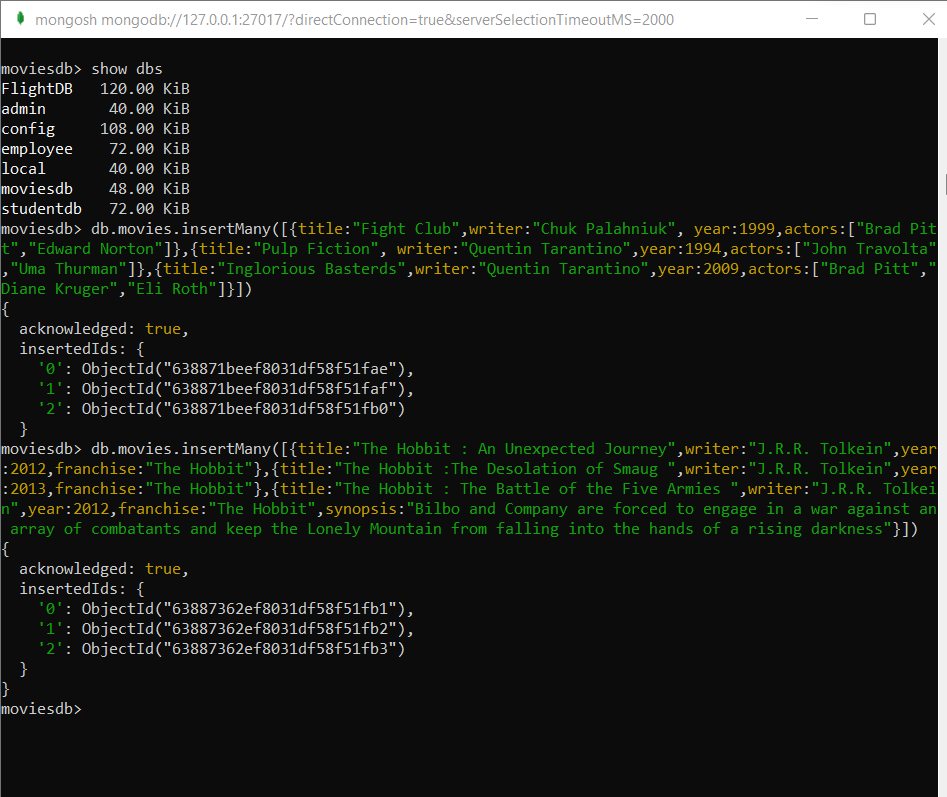 mongosh mongodb://127.0.0.1:27017/?directConnection=true&serverSelectionTimeoutMS=2000
moviesdb> show dbs
FlightDB   120.00 KiB
admin       40.00 KiB
config     108.00 KiB
employee    72.00 KiB
local       40.00 KiB
moviesdb    48.00 KiB
studentdb   72.00 KiB
moviesdb> db.movies.insertMany([{title:"Fight Club",writer:"Chuk Palahniuk", year:1999,actors:["Brad Pit
t","Edward Norton"]},{title:"Pulp Fiction", writer:"Quentin Tarantino",year:1994,actors:["John Travolta"
,"Uma Thurman"]},{title:"Inglorious Basterds",writer:"Quentin Tarantino",year:2009,actors:["Brad Pitt","
Diane Kruger","Eli Roth"]}])
{
  acknowledged: true,
  insertedIds: {
    '0': ObjectId("638871beef8031df58f51fae"),
    '1': ObjectId("638871beef8031df58f51faf"),
    '2': ObjectId("638871beef8031df58f51fb0")
  }
moviesdb> db.movies.insertMany([{title:"The Hobbit : An Unexpected Journey",writer:"J.R.R. Tolkein",year
:2012,franchise:"The Hobbit"},{title:"The Hobbit :The Desolation of Smaug ",writer:"J.R.R. Tolkein",year
:2013,franchise:"The Hobbit"},{title:"The Hobbit : The Battle of the Five Armies ",writer:"J.R.R. Tolkei
n",year:2012,franchise:"The Hobbit",synopsis:"Bilbo and Company are forced to engage in a war against an
 array of combatants and keep the Lonely Mountain from falling into the hands of a rising darkness"}])
{
  acknowledged: true,
  insertedIds: {
    '0': ObjectId("63887362ef8031df58f51fb1"),
    '1': ObjectId("63887362ef8031df58f51fb2"),
    '2': ObjectId("63887362ef8031df58f51fb3")
  }
}
moviesdb>